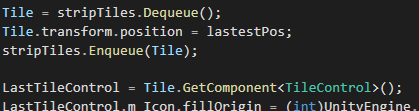 Tile = stripTiles.Dequeue();
Tile.transform.position = lastestPos;
stripTiles.Enqueue(Tile);
LastTileControl = Tile.GetComponent<TileControl>();
LastTileControl.m_Icon.fillOrigin = (int)UnityEngine.